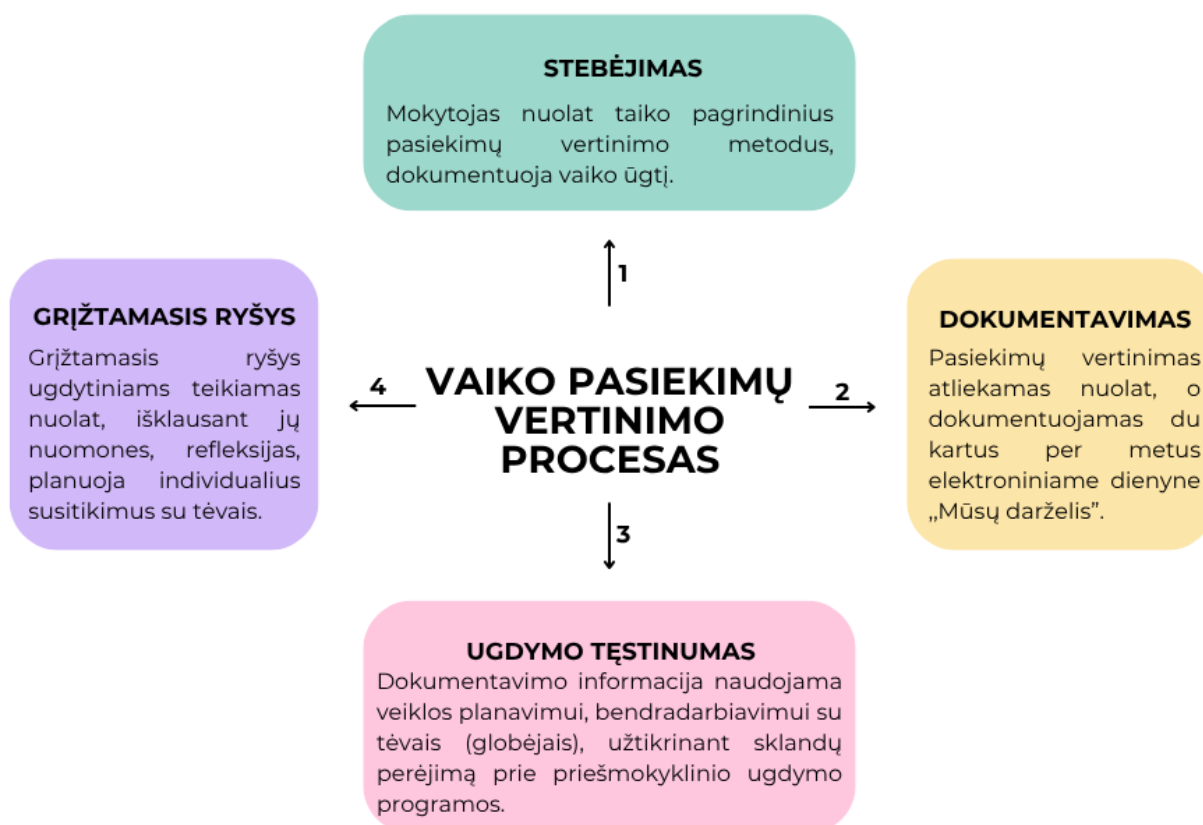 STEBĖJIMAS
Mokytojas nuolat taiko pagrindinius
pasiekimų vertinimo metodus,
dokumentuoja vaiko ūgtį.
1
GRĮŽTAMASIS RYŠYS
Grįžtamasis ryšys
ugdytiniams teikiamas
nuolat, išklausant jų
nuomones, refleksijas,
planuoja individualius
susitikimus su tėvais.
4
VAIKO PASIEKIMŲ
VERTINIMO
PROCESAS
2
DOKUMENTAVIMAS
Pasiekimų vertinimas
atliekamas nuolat, o
dokumentuojamas du
kartus per metus
elektroniniame dienyne
,,Mūsų darželis”.
3
UGDYMO TĘSTINUMAS
Dokumentavimo informacija naudojama
veiklos planavimui, bendradarbiavimui su
tėvais (globėjais), užtikrinant sklandų
perėjimą prie priešmokyklinio ugdymo
programos.